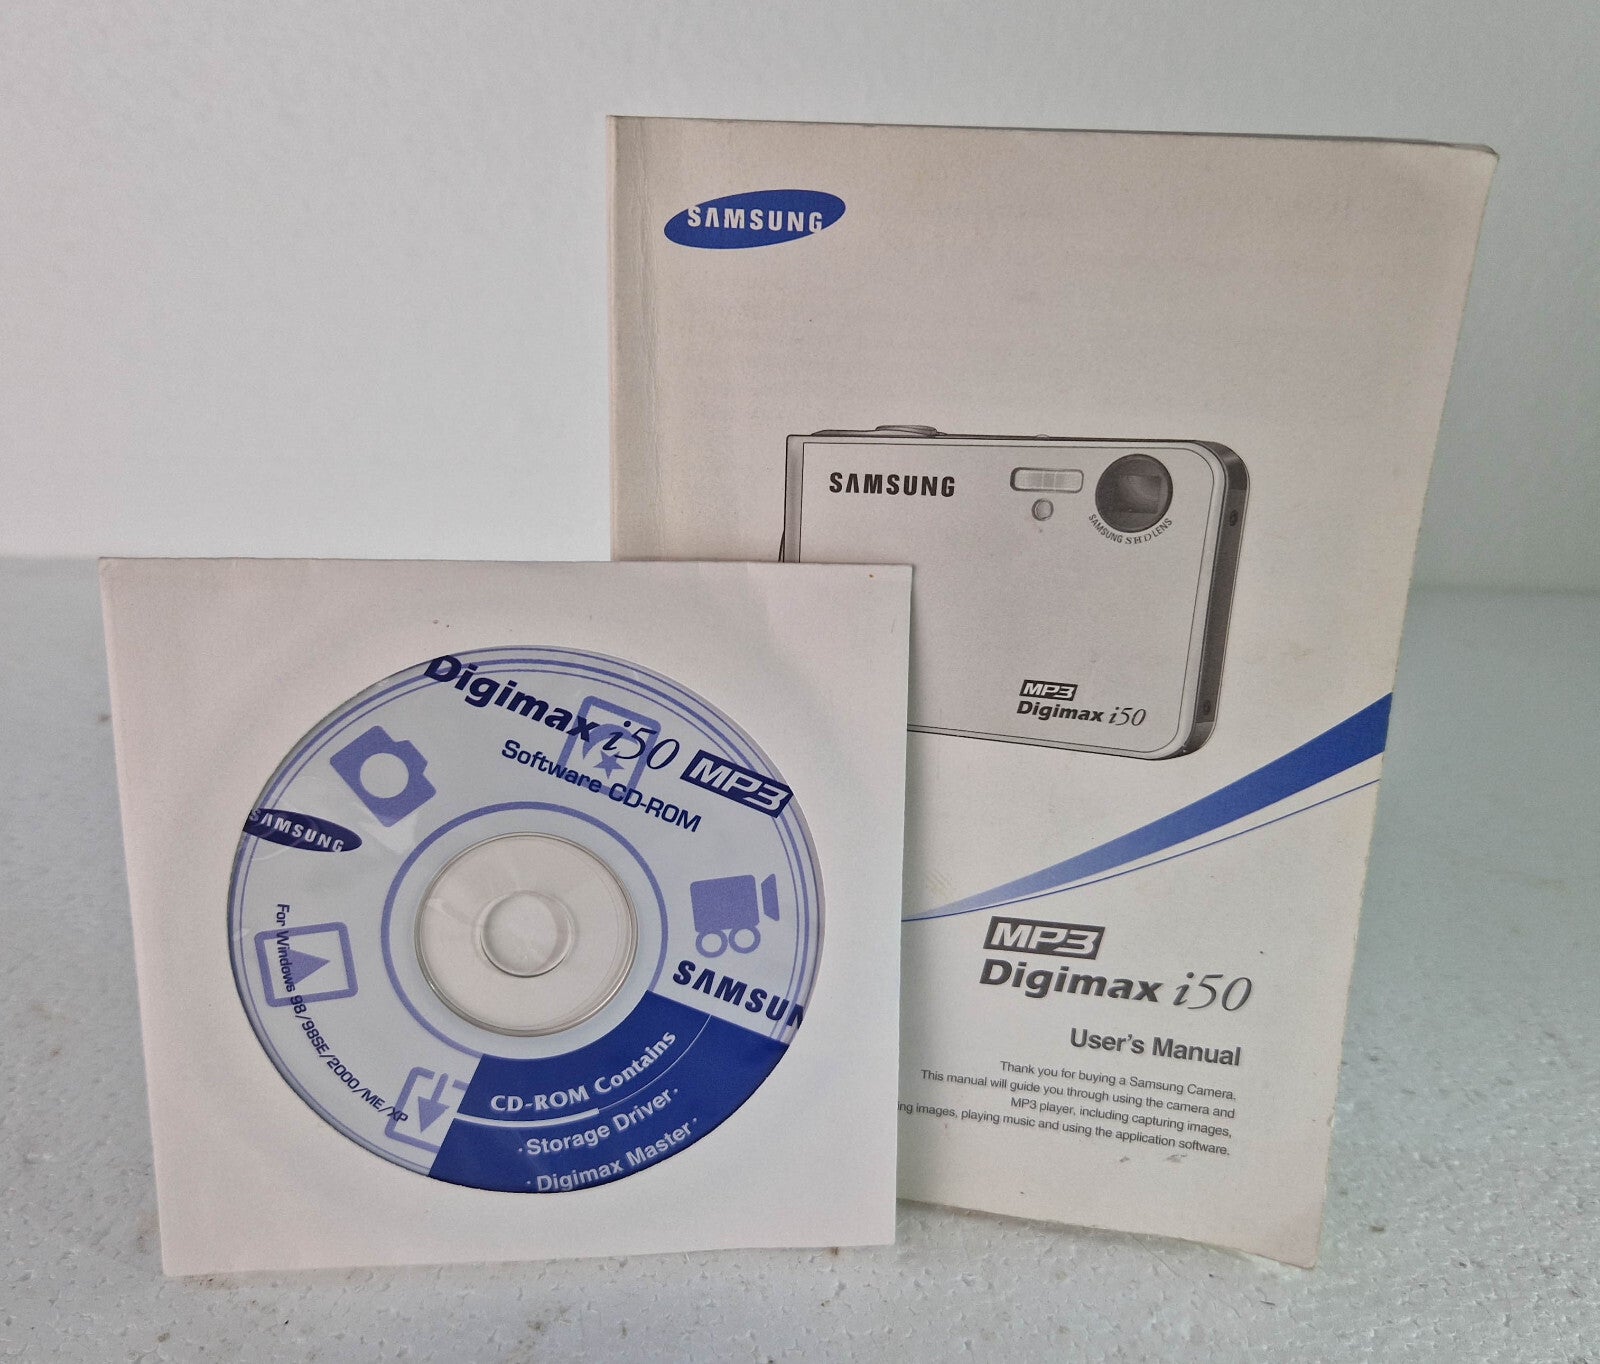 SAMSUNG
SAMSUNG
SAMSUNG SHD LENS
MP3
Digimax i50
MP3
Digimax i50
User's Manual
Thank you for buying a Samsung Camera.
This manual will guide you through using the camera and
MP3 player, including capturing images,
ing images, playing music and using the application software.
Digimax i50 MP3
Software CD-ROM
SAMSUNG
For Windows 98/98SE/2000/ME/XP
SAMSUN
CD-ROM Contains
· Storage Driver ·
· Digimax Master ·